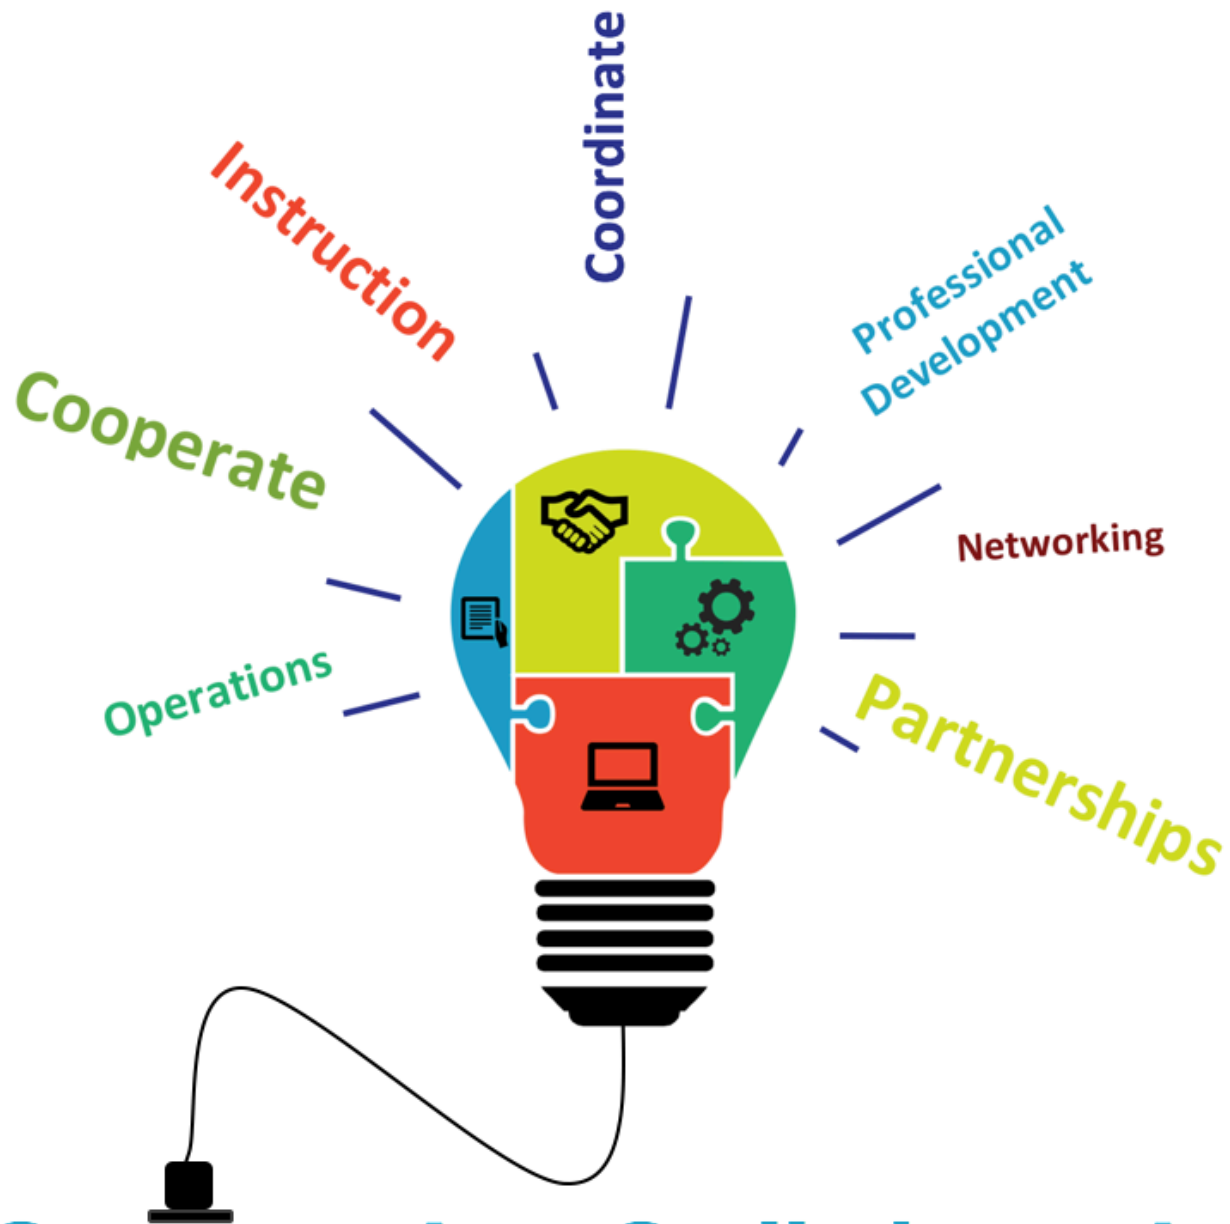 Coordinate
Instruction
Professional
Development
Cooperate
Networking
Operations
Partnerships